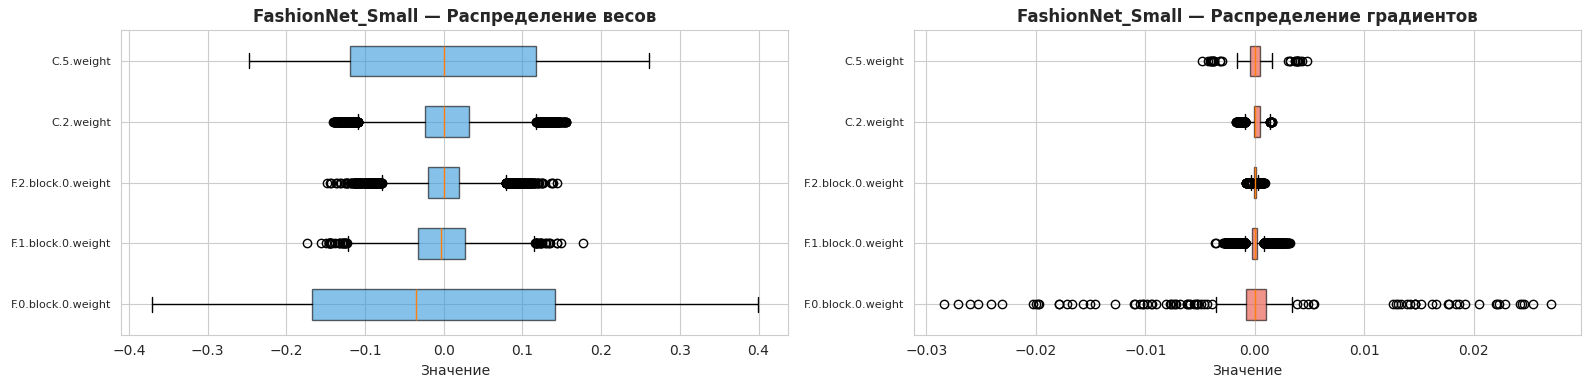 FashionNet_Small — Распределение весов
C.5.weight
C.2.weight
F.2.block.0.weight
F.1.block.0.weight
F.0.block.0.weight
−0.4 −0.3 −0.2 −0.1 0.0 0.1 0.2 0.3 0.4
Значение
FashionNet_Small — Распределение градиентов
C.5.weight
C.2.weight
F.2.block.0.weight
F.1.block.0.weight
F.0.block.0.weight
−0.03 −0.02 −0.01 0.00 0.01 0.02
Значение